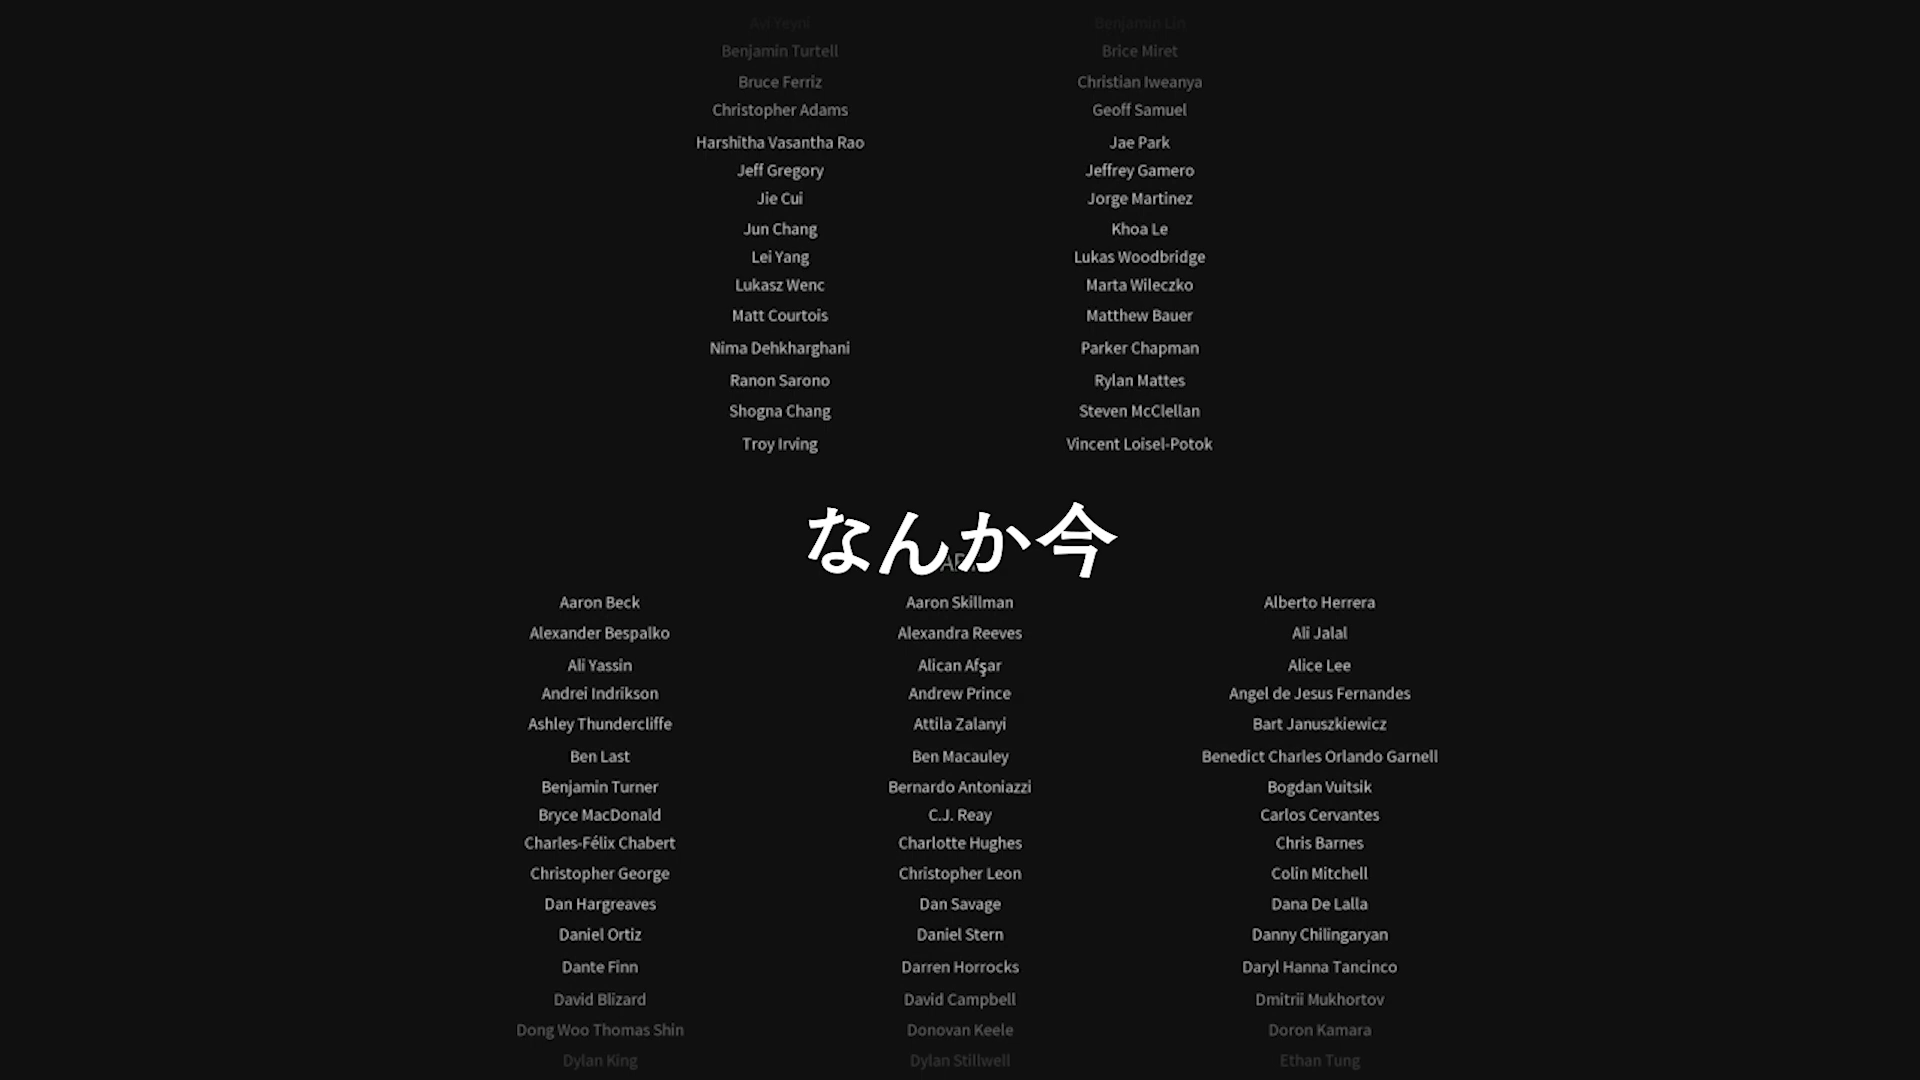 Avi Yeyni Benjamin Lin
Benjamin Turtell Brice Miret
Bruce Ferriz Christian Iweanya
Christopher Adams Geoff Samuel
Harshitha Vasantha Rao Jae Park
Jeff Gregory Jeffrey Gamero
Jie Cui Jorge Martinez
Jun Chang Khoa Le
Lei Yang Lukas Woodbridge
Lukasz Wenc Marta Wileczko
Matt Courtois Matthew Bauer
Nima Dehkharghani Parker Chapman
Ranon Sarono Rylan Mattes
Shogna Chang Steven McClellan
Troy Irving Vincent Loisel-Potok
なんか今
Aaron Beck Aaron Skillman Alberto Herrera
Alexander Bespalko Alexandra Reeves Ali Jalal
Ali Yassin Alican Afşar Alice Lee
Andrei Indrikson Andrew Prince Angel de Jesus Fernandes
Ashley Thundercliffe Attila Zalanyi Bart Januszkiewicz
Ben Last Ben Macauley Benedict Charles Orlando Garnell
Benjamin Turner Bernardo Antoniazzi Bogdan Vuitsik
Bryce MacDonald C.J. Reay Carlos Cervantes
Charles-Félix Chabert Charlotte Hughes Chris Barnes
Christopher George Christopher Leon Colin Mitchell
Dan Hargreaves Dan Savage Dana De Lalla
Daniel Ortiz Daniel Stern Danny Chilingaryan
Dante Finn Darren Horrocks Daryl Hanna Tancinco
David Blizard David Campbell Dmitrii Mukhortov
Dong Woo Thomas Shin Donovan Keele Doron Kamara
Dylan King Dylan Stillwell Ethan Tung